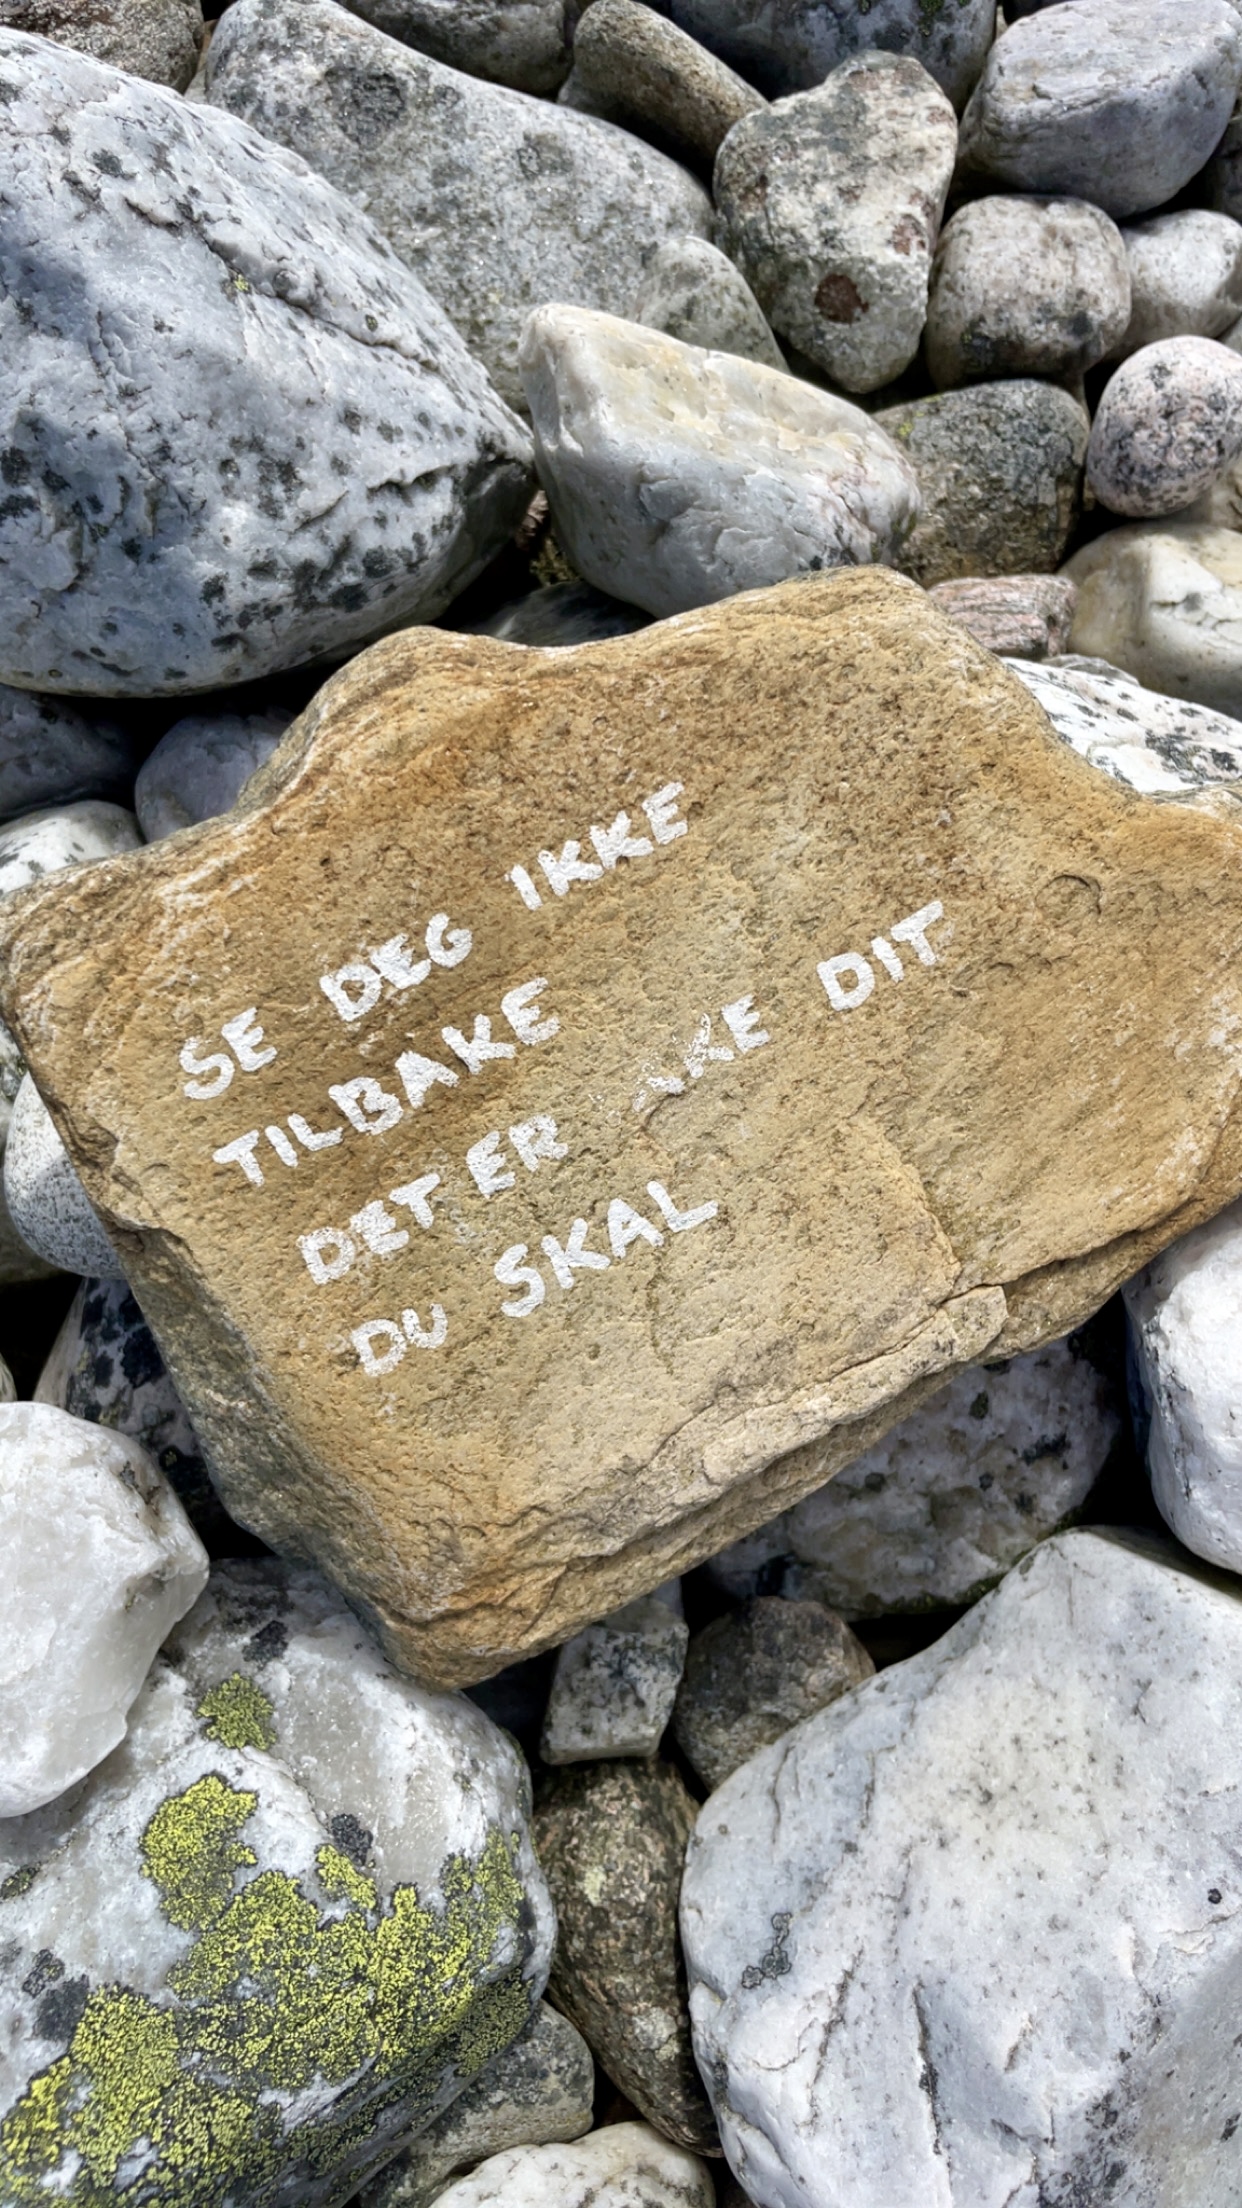 SE DEG IKKE
TILBAKE
DET ER DIT
DU SKAL